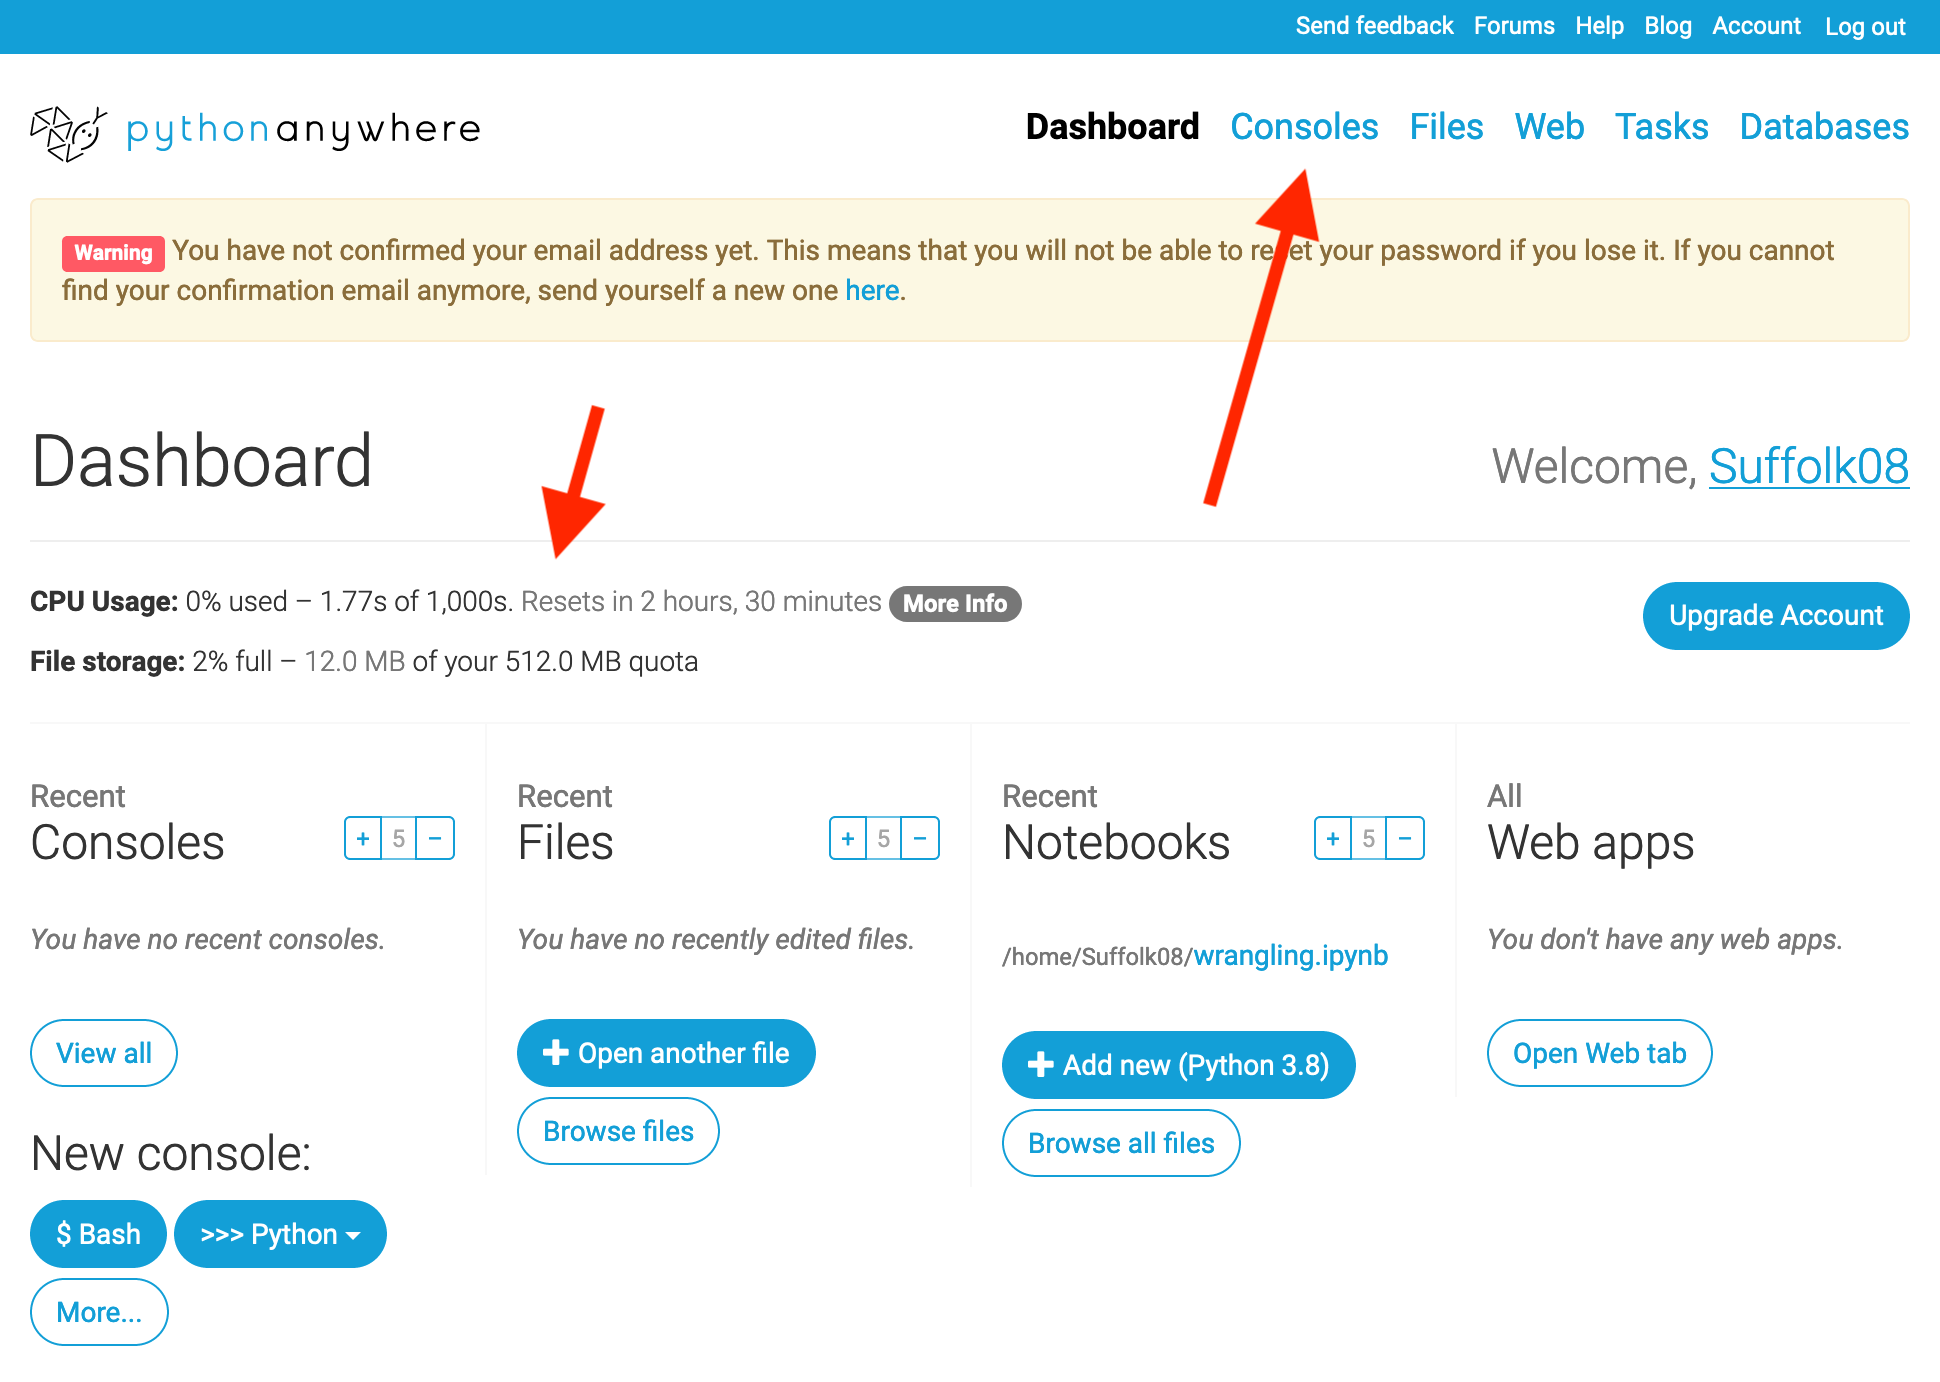 Send feedback Forums Help Blog Account Log out
pythonanywhere
Dashboard Consoles Files Web Tasks Databases
Warning You have not confirmed your email address yet. This means that you will not be able to reset your password if you lose it. If you cannot
find your confirmation email anymore, send yourself a new one here.
Dashboard
Welcome, Suffolk08
CPU Usage: 0% used – 1.77s of 1,000s. Resets in 2 hours, 30 minutes More Info
Upgrade Account
File storage: 2% full – 12.0 MB of your 512.0 MB quota
Recent
Consoles
+ 5 −
You have no recent consoles.
View all
New console:
$ Bash >>> Python
More...
Recent
Files
+ 5 −
You have no recently edited files.
Open another file
Browse files
Recent
Notebooks
+ 5 −
/home/Suffolk08/wrangling.ipynb
Add new (Python 3.8)
Browse all files
All
Web apps
You don't have any web apps.
Open Web tab